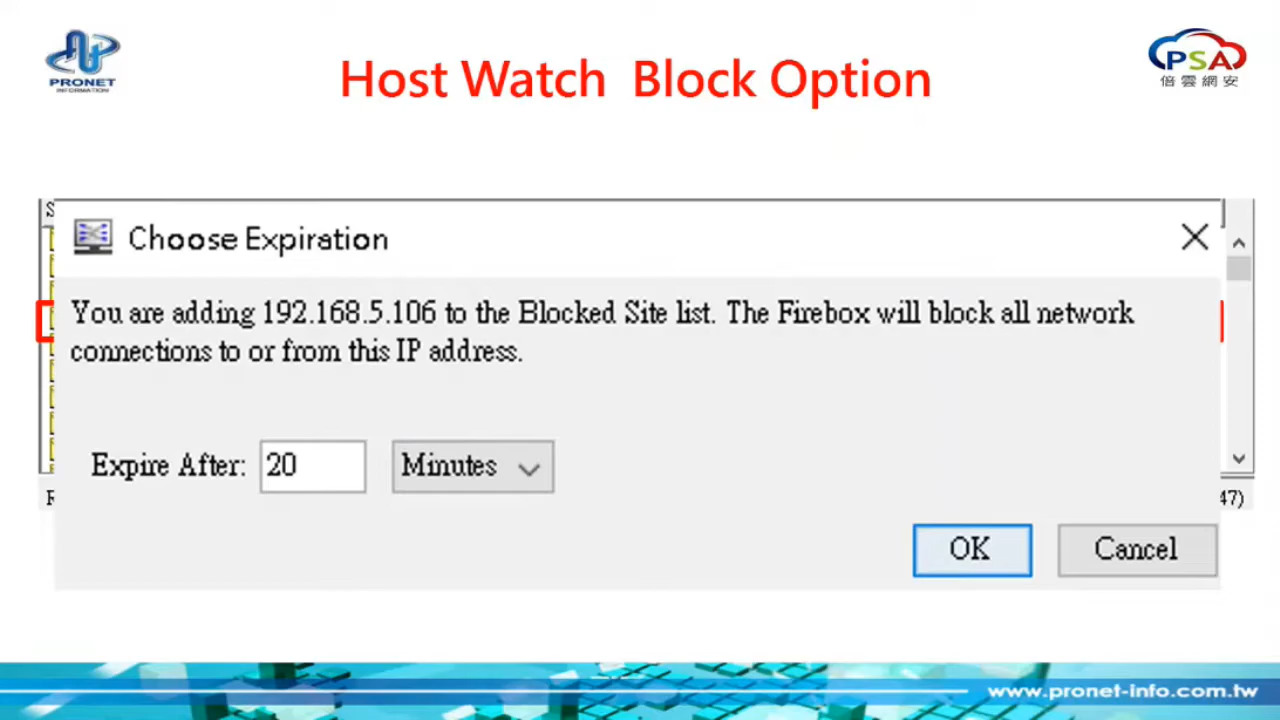 PRONET
INFORMATION
Host Watch Block Option
PSA
倍雲網安
S
Choose Expiration
You are adding 192.168.5.106 to the Blocked Site list. The Firebox will block all network
connections to or from this IP address.
Expire After: 20 Minutes
47)
OK Cancel
www.pronet-info.com.tw